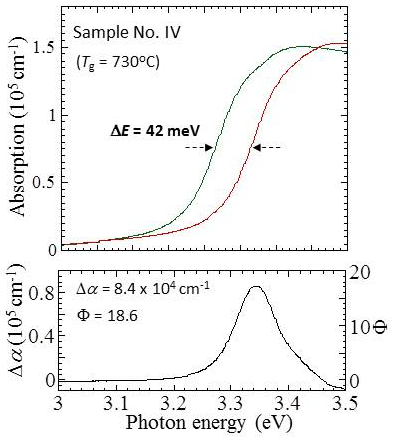 Sample No. IV
(Tg = 730°C)
ΔE = 42 meV
Absorption (10⁵ cm⁻¹)
1.5
1
0.5
0
Δα = 8.4 x 10⁴ cm⁻¹
Φ = 18.6
Δα (10⁵ cm⁻¹)
0.8
0.4
0
20
10
0
Φ
3 3.1 3.2 3.3 3.4 3.5
Photon energy (eV)